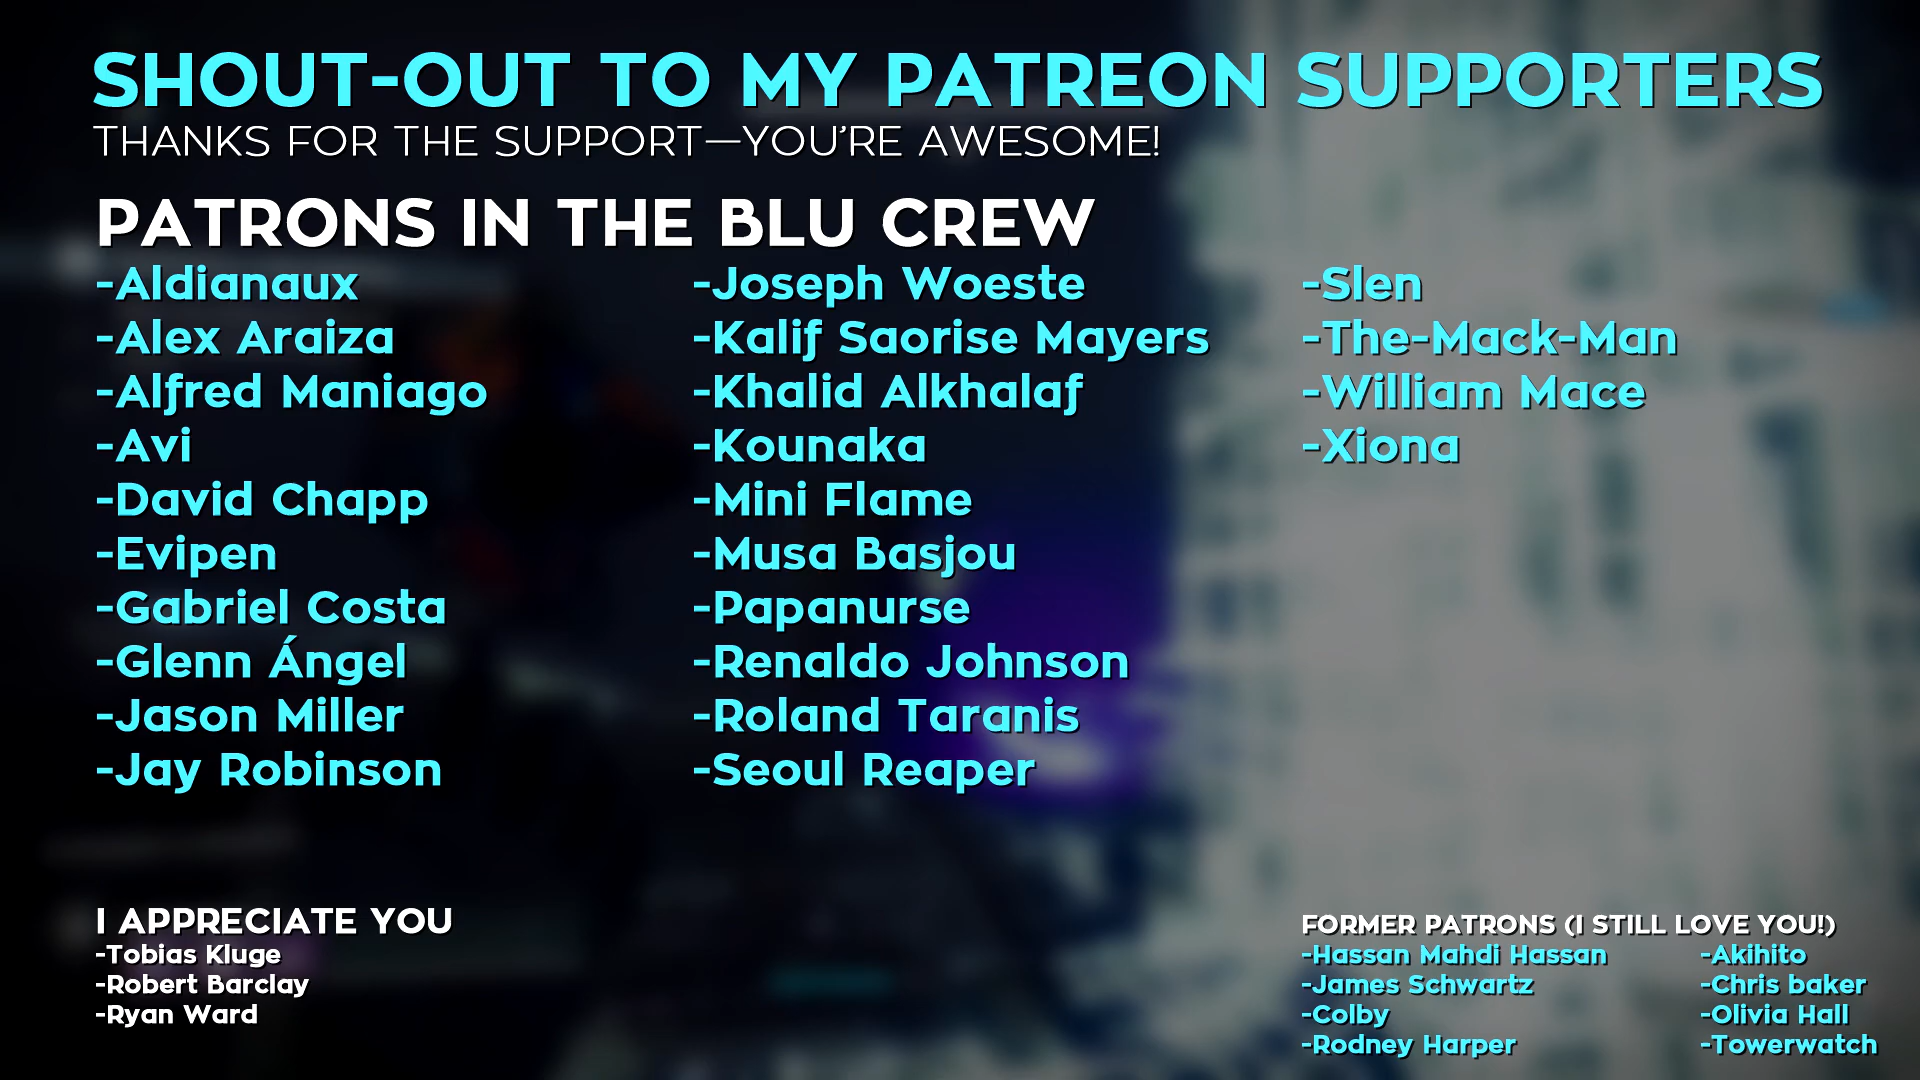 SHOUT-OUT TO MY PATREON SUPPORTERS
THANKS FOR THE SUPPORT—YOU'RE AWESOME!
PATRONS IN THE BLU CREW
-Aldianaux
-Alex Araiza
-Alfred Maniago
-Avi
-David Chapp
-Evipen
-Gabriel Costa
-Glenn Ángel
-Jason Miller
-Jay Robinson
-Joseph Woeste
-Kalif Saorise Mayers
-Khalid Alkhalaf
-Kounaka
-Mini Flame
-Musa Basjou
-Papanurse
-Renaldo Johnson
-Roland Taranis
-Seoul Reaper
-Slen
-The-Mack-Man
-William Mace
-Xiona
I APPRECIATE YOU
-Tobias Kluge
-Robert Barclay
-Ryan Ward
FORMER PATRONS (I STILL LOVE YOU!)
-Hassan Mahdi Hassan
-James Schwartz
-Colby
-Rodney Harper
-Akihito
-Chris baker
-Olivia Hall
-Towerwatch